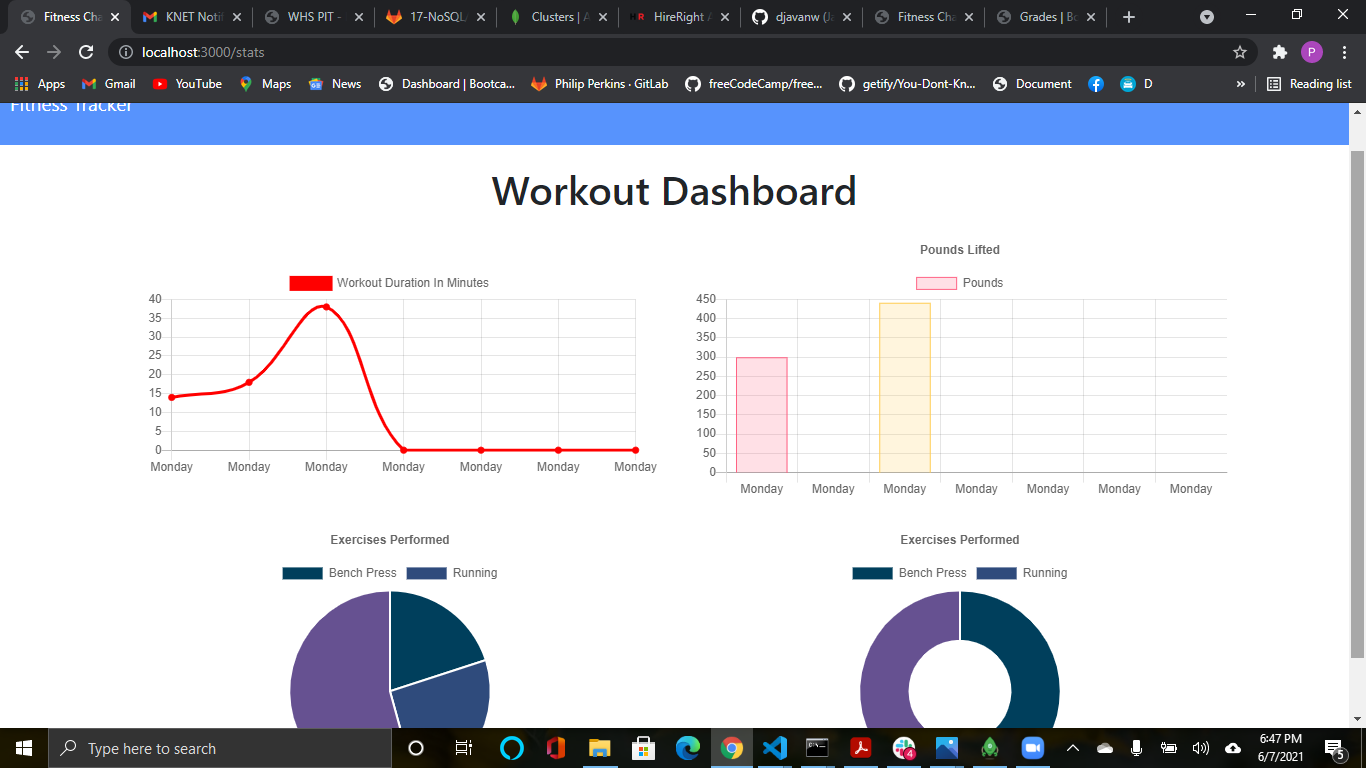 Fitness Cha
KNET Notif
WHS PIT -
17-NoSQL
Clusters | A
HireRight A
djavanw (Ja
Fitness Cha
Grades | Bo
localhost:3000/stats
P
Apps
Gmail
YouTube
Maps
News
Dashboard | Bootca...
Philip Perkins · GitLab
freeCodeCamp/free...
getify/You-Dont-Kn...
Document
D
»
Reading list
Fitness Tracker
Workout Dashboard
Workout Duration In Minutes
40
35
30
25
20
15
10
5
0
Monday Monday Monday Monday Monday Monday Monday
Pounds Lifted
Pounds
450
400
350
300
250
200
150
100
50
0
Monday Monday Monday Monday Monday Monday Monday
Exercises Performed
Bench Press Running
Exercises Performed
Bench Press Running
Type here to search
4
6:47 PM
6/7/2021
5